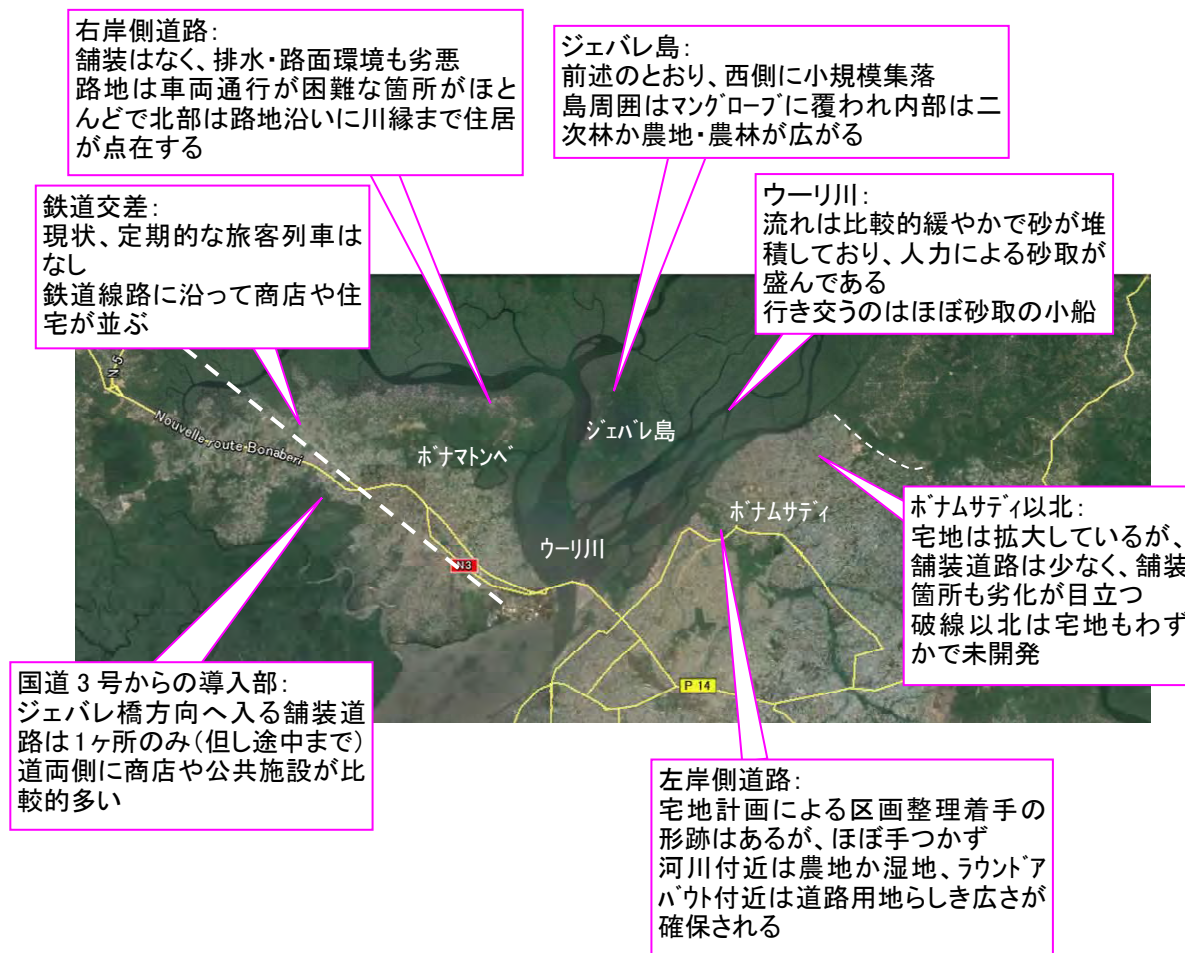 右岸側道路：
舗装はなく、排水・路面環境も劣悪
路地は車両通行が困難な箇所がほと
んどで北部は路地沿いに川縁まで住居
が点在する
ジェバレ島：
前述のとおり、西側に小規模集落
島周囲はﾏﾝｸﾞﾛｰﾌﾞに覆われ内部は二
次林か農地・農林が広がる
鉄道交差：
現状、定期的な旅客列車は
なし
鉄道線路に沿って商店や住
宅が並ぶ
ウーリ川：
流れは比較的緩やかで砂が堆
積しており、人力による砂取が
盛んである
行き交うのはほぼ砂取の小船
N 5
Nouvelle route Bonaberi
ﾎﾞﾅﾏﾄﾝﾍﾞ
ｼﾞｪﾊﾞﾚ島
ﾎﾞﾅﾑｻﾃﾞｨ
ウーリ川
N3
P 14
ﾎﾞﾅﾑｻﾃﾞｨ以北：
宅地は拡大しているが、
舗装道路は少なく、舗装
箇所も劣化が目立つ
破線以北は宅地もわず
かで未開発
国道 3 号からの導入部：
ジェバレ橋方向へ入る舗装道
路は１ヶ所のみ（但し途中まで）
道両側に商店や公共施設が比
較的多い
左岸側道路：
宅地計画による区画整理着手の
形跡はあるが、ほぼ手つかず
河川付近は農地か湿地、ﾗｳﾝﾄﾞｱ
ﾊﾞｳﾄ付近は道路用地らしき広さが
確保される